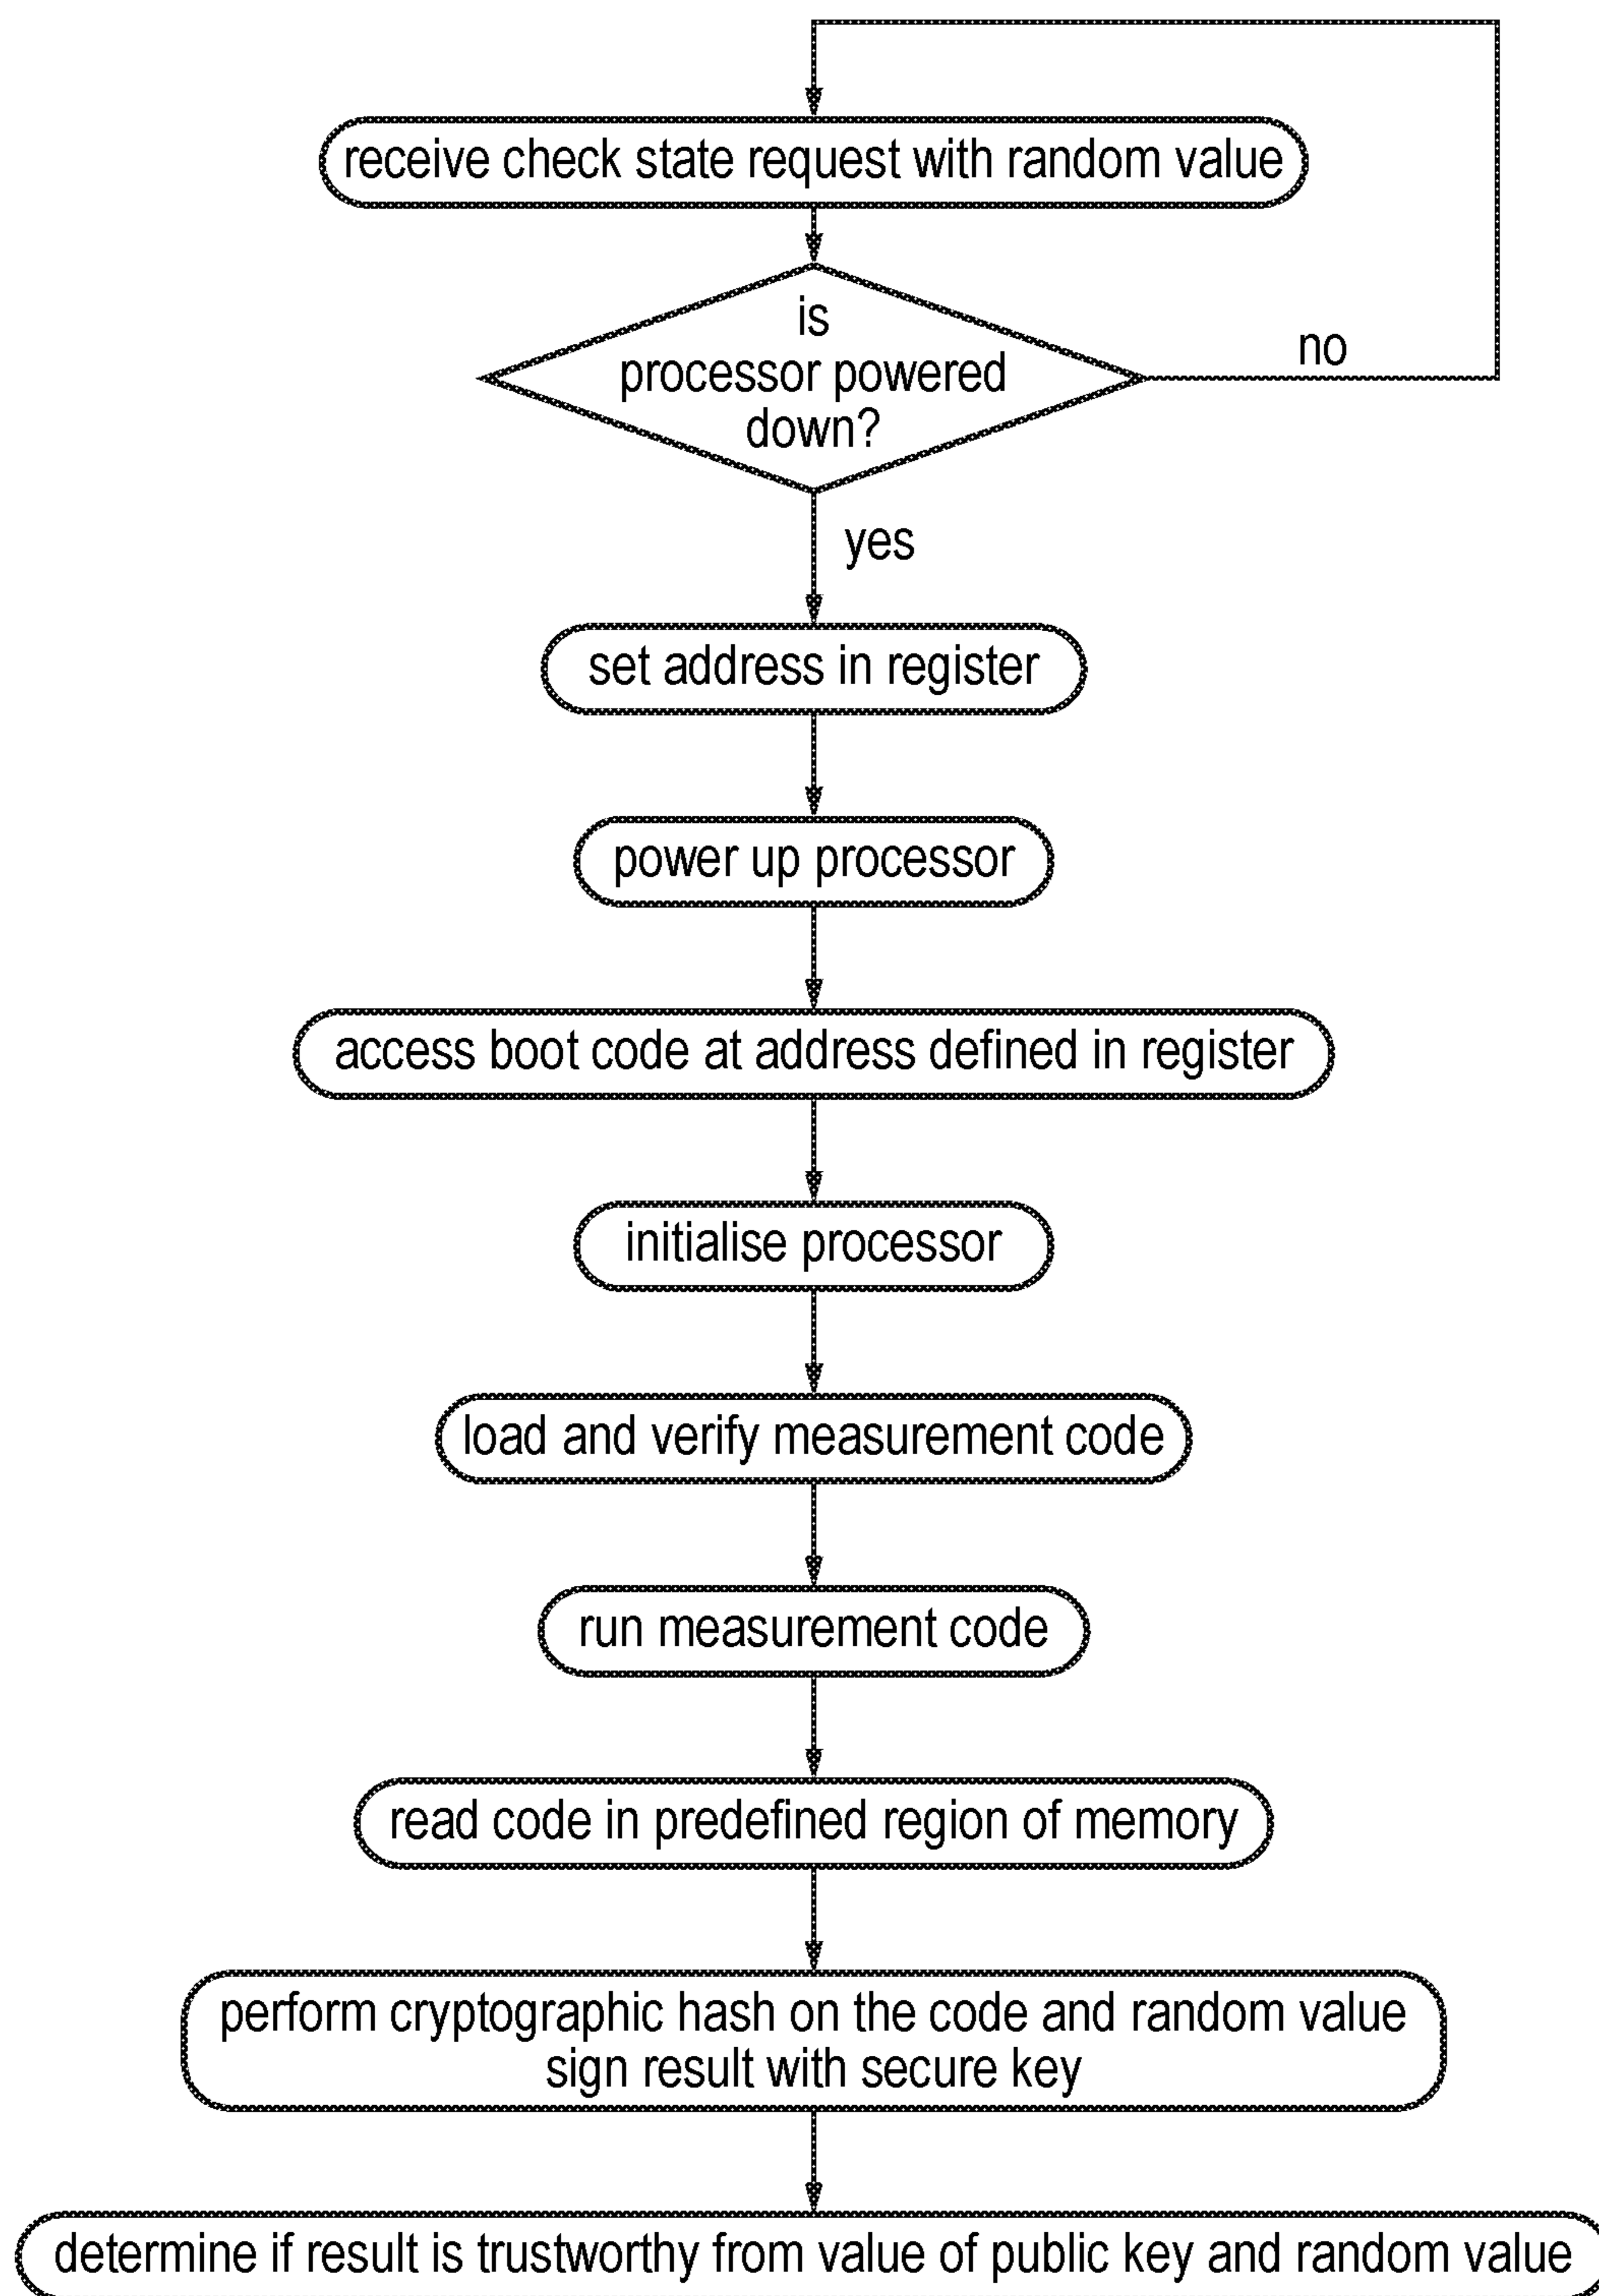 receive check state request with random value
is
processor powered
down?
no
yes
set address in register
power up processor
access boot code at address defined in register
initialise processor
load and verify measurement code
run measurement code
read code in predefined region of memory
perform cryptographic hash on the code and random value
sign result with secure key
determine if result is trustworthy from value of public key and random value